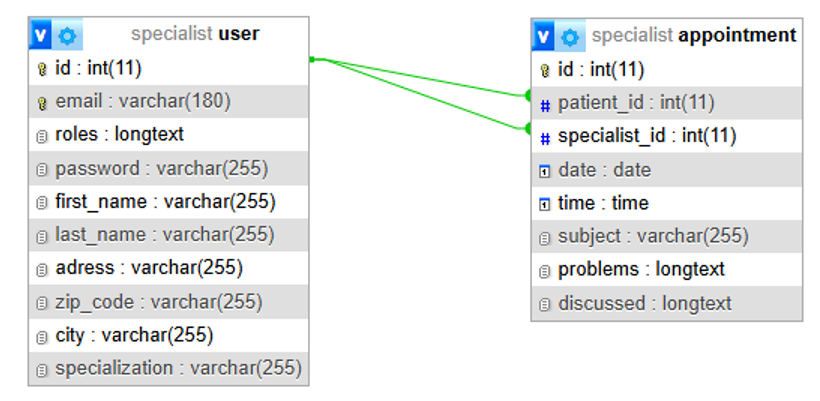 v specialist user
id : int(11)
email : varchar(180)
roles : longtext
password : varchar(255)
first_name : varchar(255)
last_name : varchar(255)
adress : varchar(255)
zip_code : varchar(255)
city : varchar(255)
specialization : varchar(255)
v specialist appointment
id : int(11)
# patient_id : int(11)
# specialist_id : int(11)
1 date : date
1 time : time
subject : varchar(255)
problems : longtext
discussed : longtext